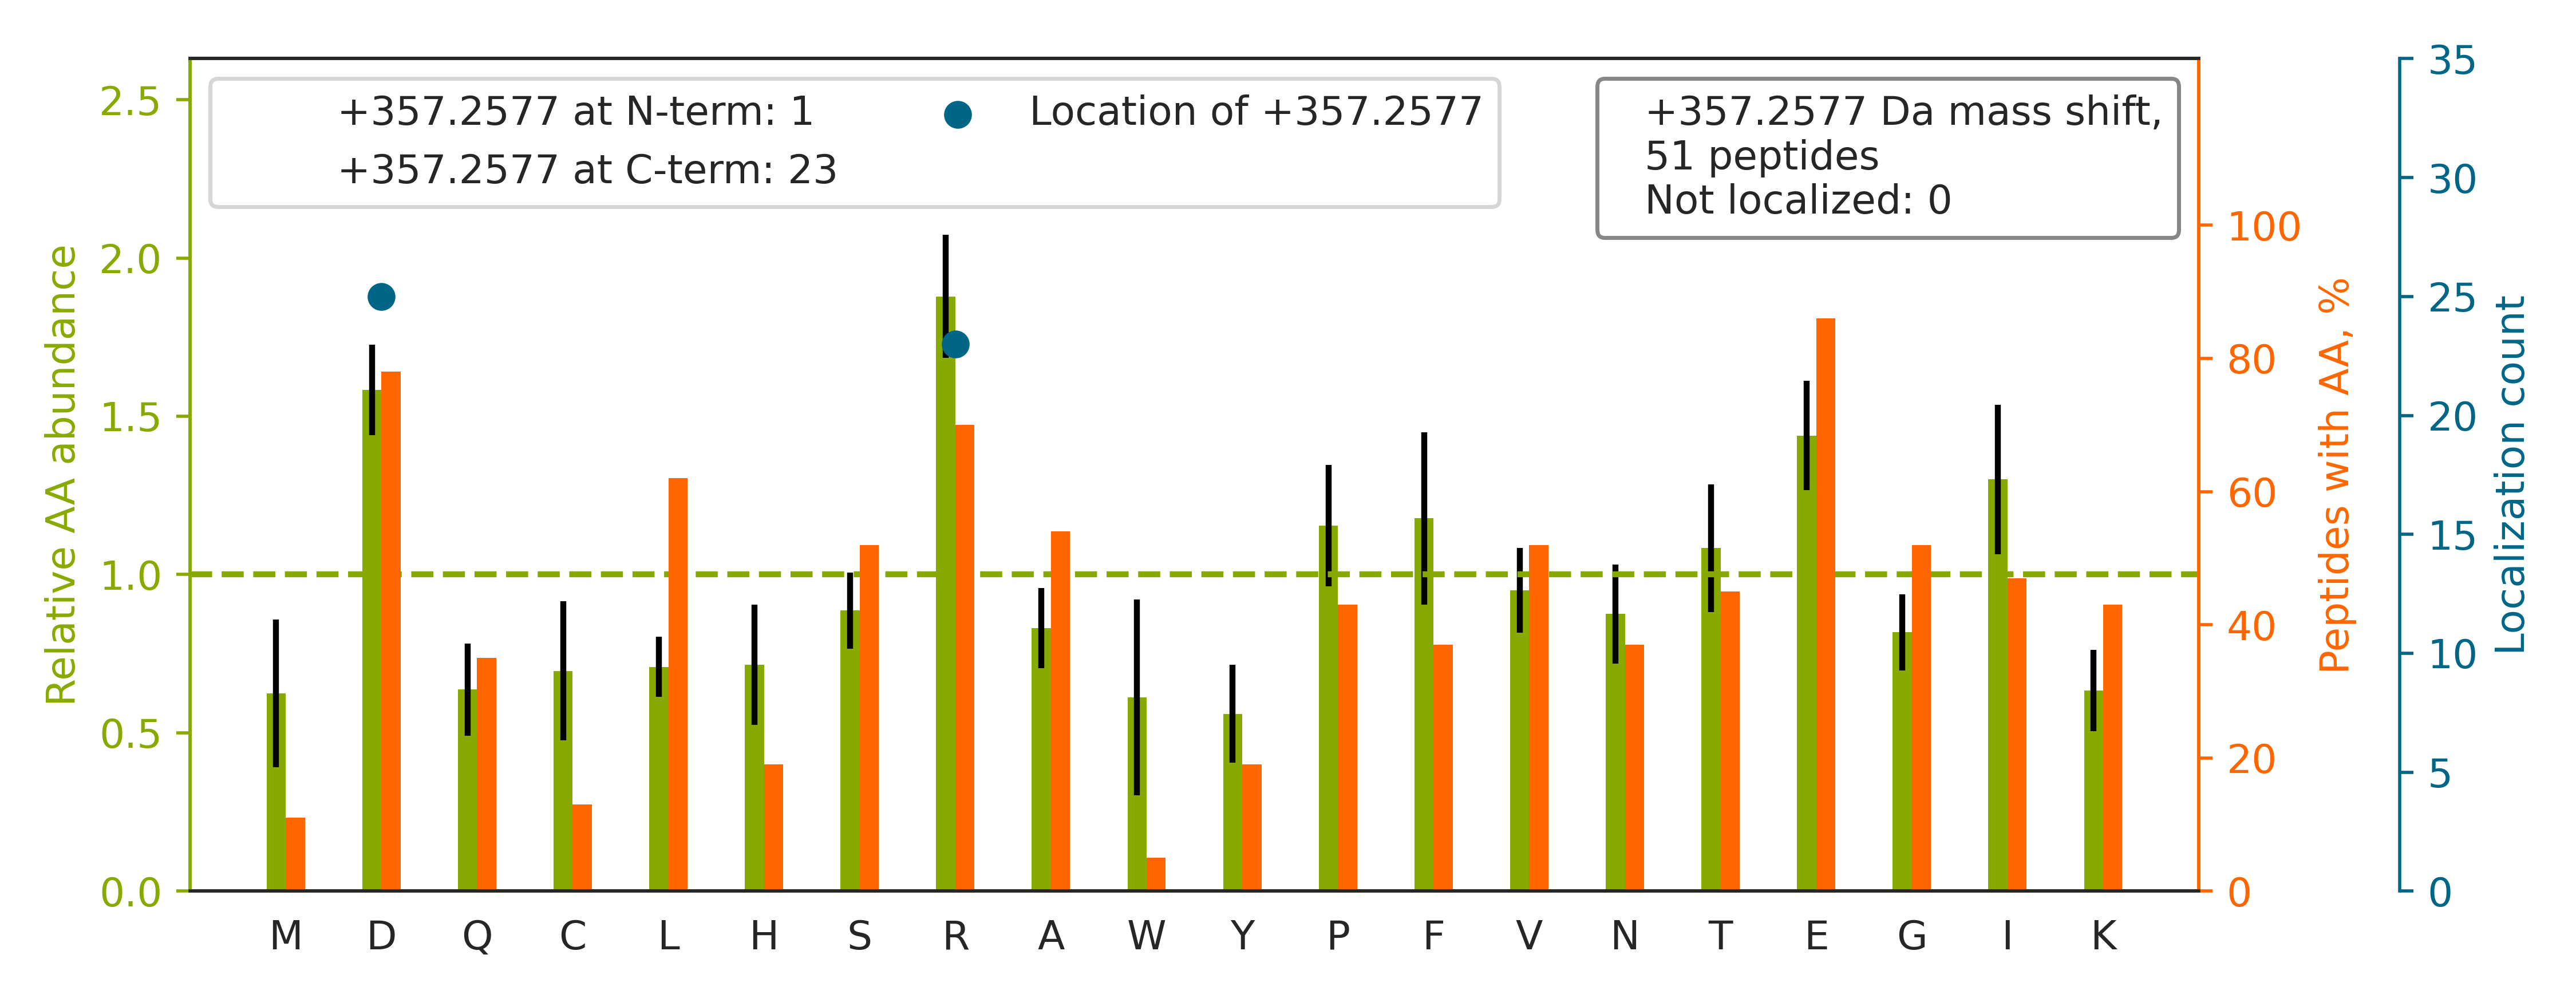 +357.2577 at N-term: 1
+357.2577 at C-term: 23
Location of +357.2577
+357.2577 Da mass shift,
51 peptides
Not localized: 0
Relative AA abundance
2.5
2.0
1.5
1.0
0.5
0.0
M D Q C L H S R A W Y P F V N T E G I K
100
80
60
40
20
0
Peptides with AA, %
35
30
25
20
15
10
5
0
Localization count